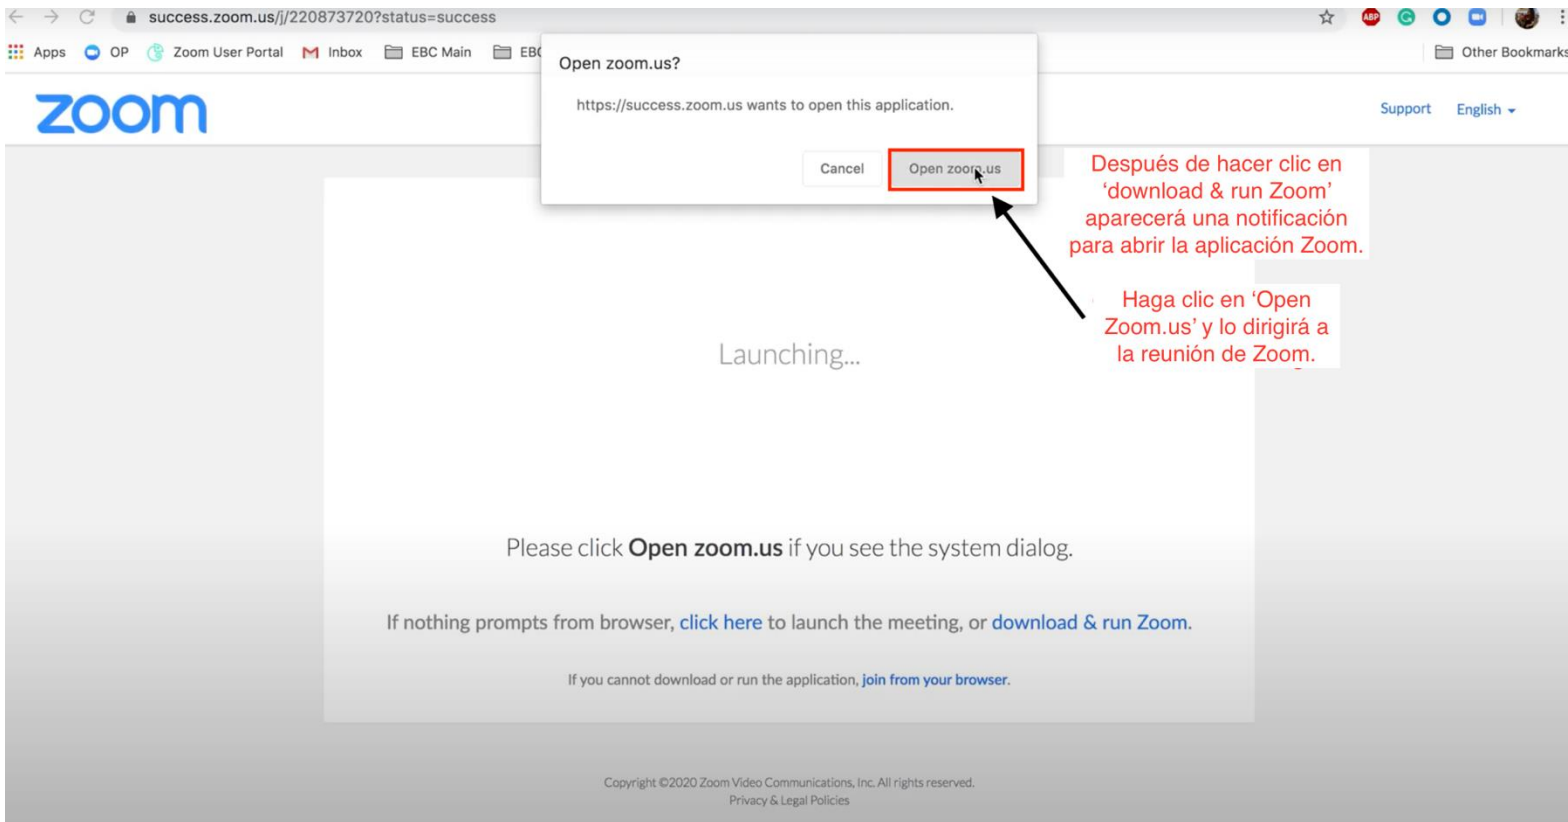 success.zoom.us/j/220873720?status=success
ABP
Apps OP Zoom User Portal Inbox EBC Main EBC Other Bookmarks
Open zoom.us?
https://success.zoom.us wants to open this application.
Cancel Open zoom.us
zoom
Support English
Después de hacer clic en
‘download & run Zoom’
aparecerá una notificación
para abrir la aplicación Zoom.
Haga clic en ‘Open
Zoom.us’ y lo dirigirá a
la reunión de Zoom.
Launching...
Please click Open zoom.us if you see the system dialog.
If nothing prompts from browser, click here to launch the meeting, or download & run Zoom.
If you cannot download or run the application, join from your browser.
Copyright ©2020 Zoom Video Communications, Inc. All rights reserved.
Privacy & Legal Policies